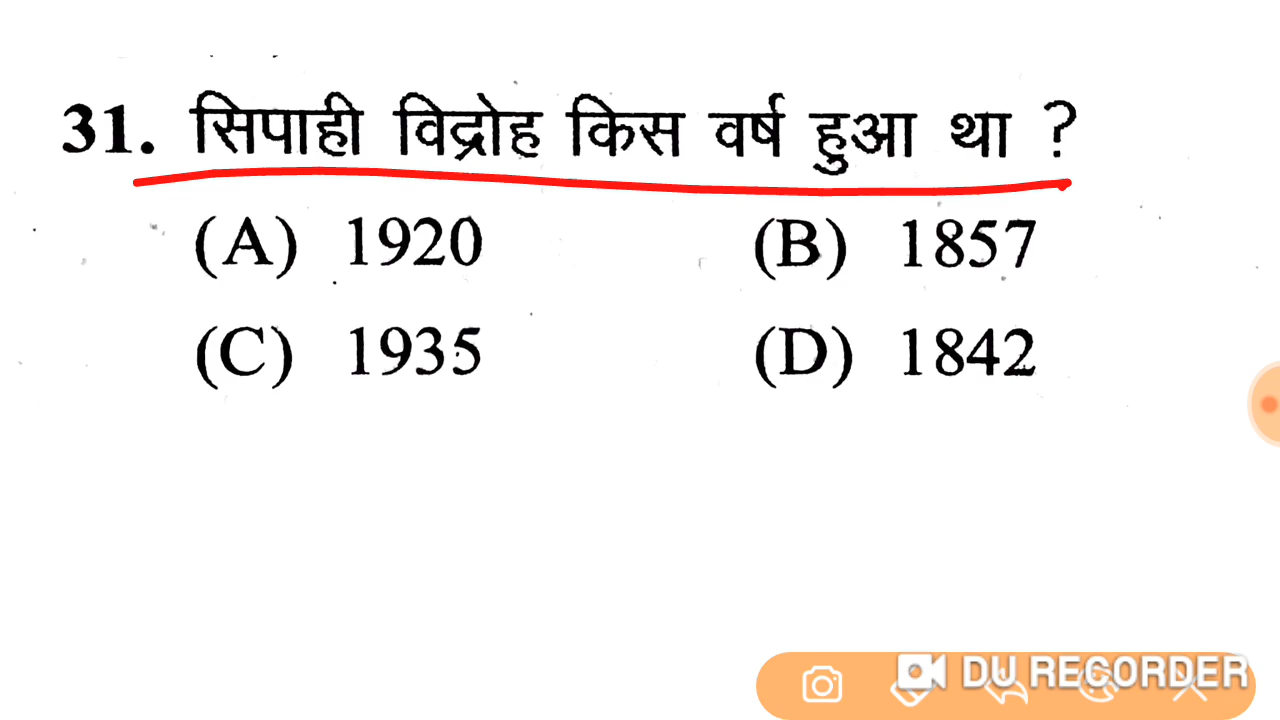 31. सिपाही विद्रोह किस वर्ष हुआ था ?
(A) 1920 (B) 1857
(C) 1935 (D) 1842
DU RECORDER